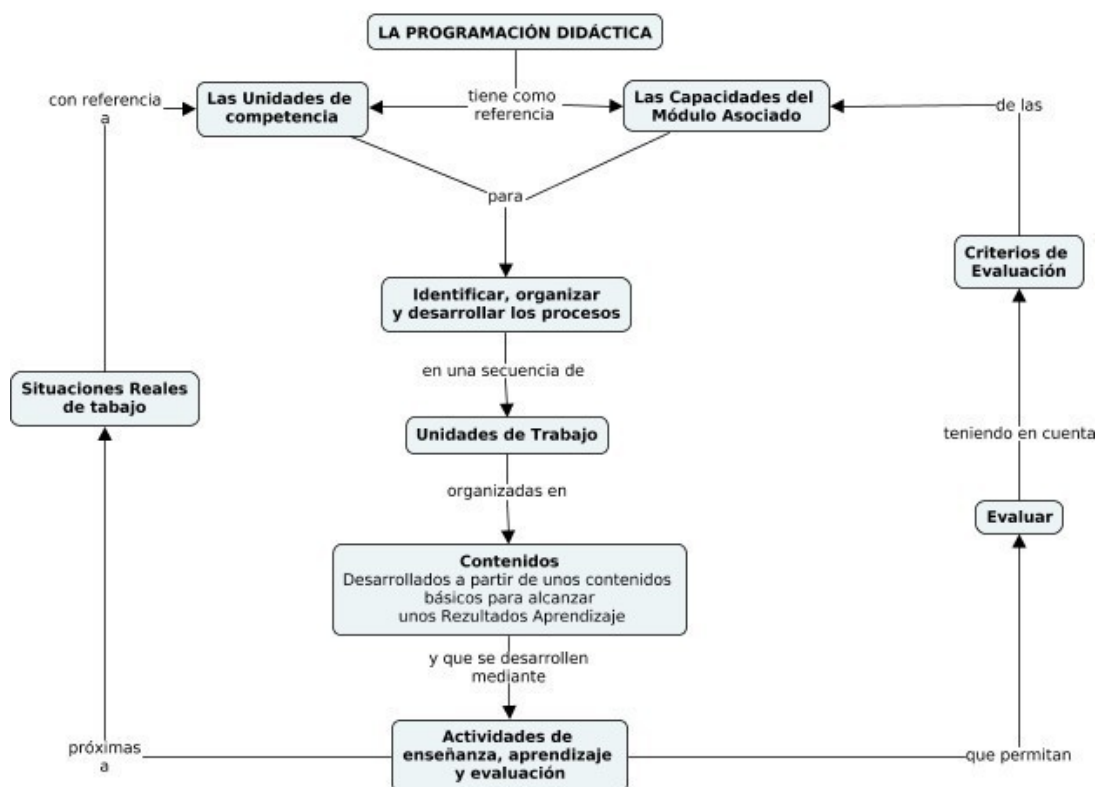 LA PROGRAMACIÓN DIDÁCTICA
con referencia
a
Las Unidades de
competencia
tiene como
referencia
Las Capacidades del
Módulo Asociado
de las
para
Criterios de
Evaluación
Identificar, organizar
y desarrollar los procesos
en una secuencia de
Situaciones Reales
de tabajo
Unidades de Trabajo
teniendo en cuenta
organizadas en
Evaluar
Contenidos
Desarrollados a partir de unos contenidos
básicos para alcanzar
unos Rezultados Aprendizaje
y que se desarrollen
mediante
próximas
a
Actividades de
enseñanza, aprendizaje
y evaluación
que permitan